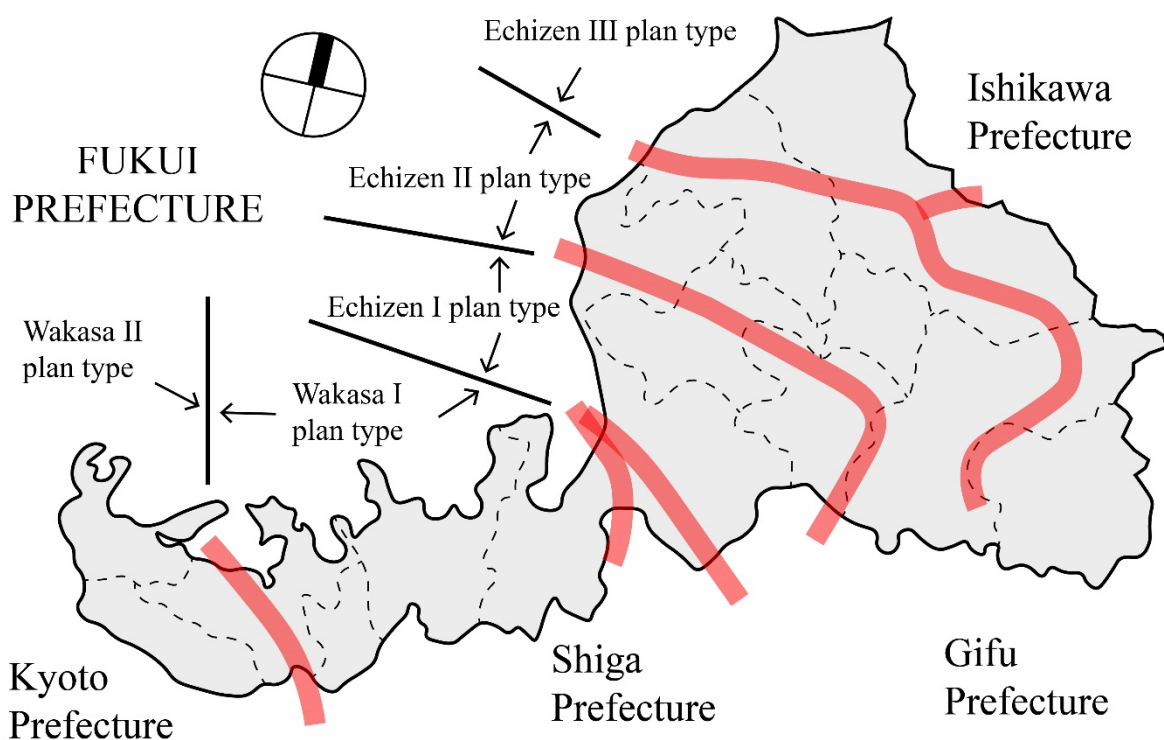 Echizen III plan type
Ishikawa
Prefecture
FUKUI
PREFECTURE
Echizen II plan type
Echizen I plan type
Wakasa II
plan type
Wakasa I
plan type
Kyoto
Prefecture
Shiga
Prefecture
Gifu
Prefecture